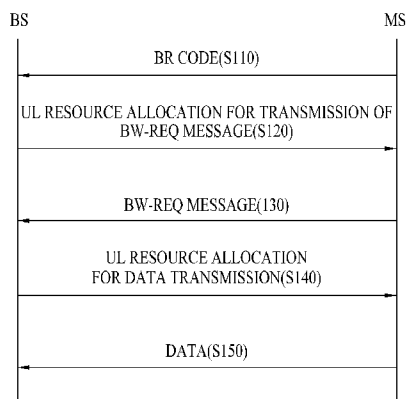 BS
MS
BR CODE(S110)
UL RESOURCE ALLOCATION FOR TRANSMISSION OF
BW-REQ MESSAGE(S120)
BW-REQ MESSAGE(130)
UL RESOURCE ALLOCATION
FOR DATA TRANSMISSION(S140)
DATA(S150)